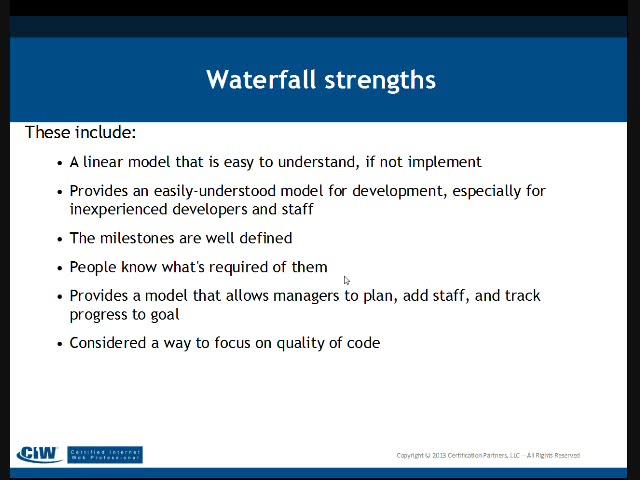 Waterfall strengths
These include:
• A linear model that is easy to understand, if not implement
• Provides an easily-understood model for development, especially for
inexperienced developers and staff
• The milestones are well defined
• People know what's required of them
• Provides a model that allows managers to plan, add staff, and track
progress to goal
• Considered a way to focus on quality of code
CIW
Certified Internet
Web Professional
Copyright © 2013 Certification Partners, LLC -- All Rights Reserved